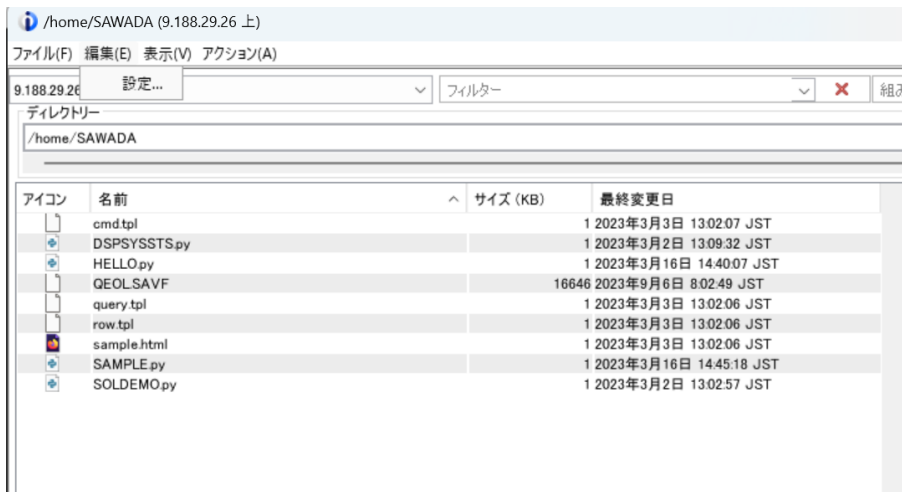 /home/SAWADA (9.188.29.26 上)
ファイル(F) 編集(E) 表示(V) アクション(A)
設定...
9.188.29.26 フィルター
ディレクトリー
/home/SAWADA
アイコン 名前 サイズ (KB) 最終変更日
cmd.tpl 1 2023年3月3日 13:02:07 JST
DSPSYSSTS.py 1 2023年3月2日 13:09:32 JST
HELLO.py 1 2023年3月16日 14:40:07 JST
QEOL.SAVF 16646 2023年9月6日 8:02:49 JST
query.tpl 1 2023年3月3日 13:02:06 JST
row.tpl 1 2023年3月3日 13:02:06 JST
sample.html 1 2023年3月3日 13:02:06 JST
SAMPLE.py 1 2023年3月16日 14:45:18 JST
SOLDEMO.py 1 2023年3月2日 13:02:57 JST